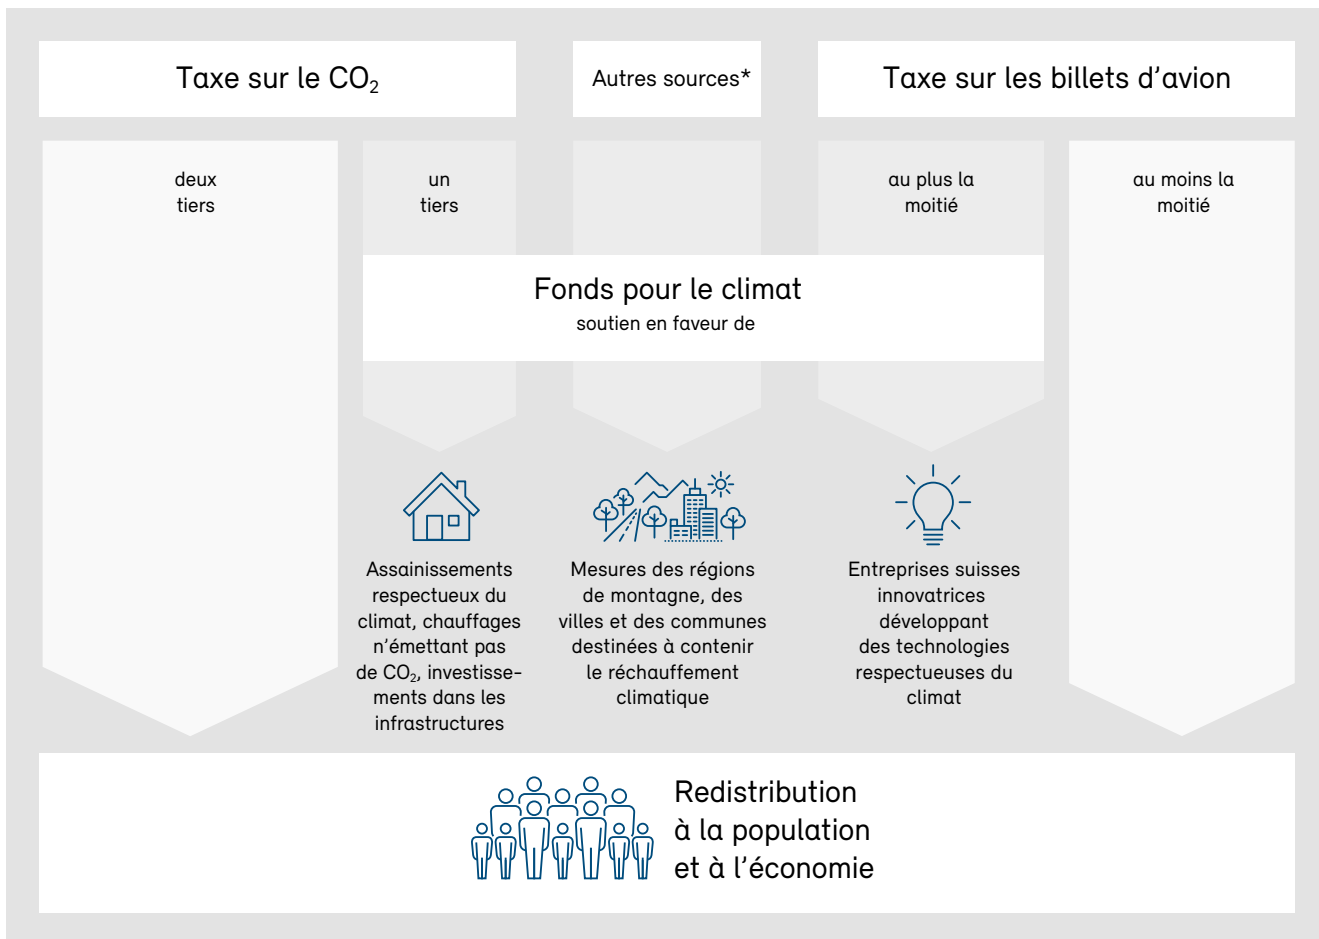 Taxe sur le CO₂
Autres sources*
Taxe sur les billets d’avion
deux
tiers
un
tiers
au plus la
moitié
au moins la
moitié
Fonds pour le climat
soutien en faveur de
Assainissements
respectueux du
climat, chauffages
n’émettant pas
de CO₂, investisse-
ments dans les
infrastructures
Mesures des régions
de montagne, des
villes et des communes
destinées à contenir
le réchauffement
climatique
Entreprises suisses
innovatrices
développant
des technologies
respectueuses du
climat
Redistribution
à la population
et à l’économie